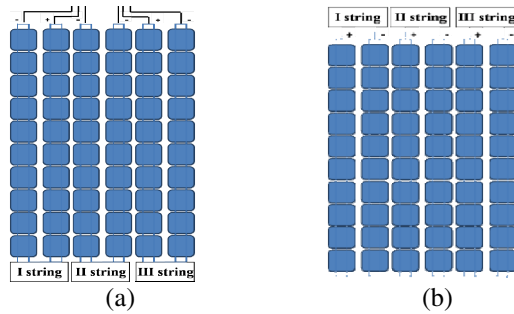 I string II string III string
- + - - + -
+ - + - + -
I string II string III string
(a) (b)